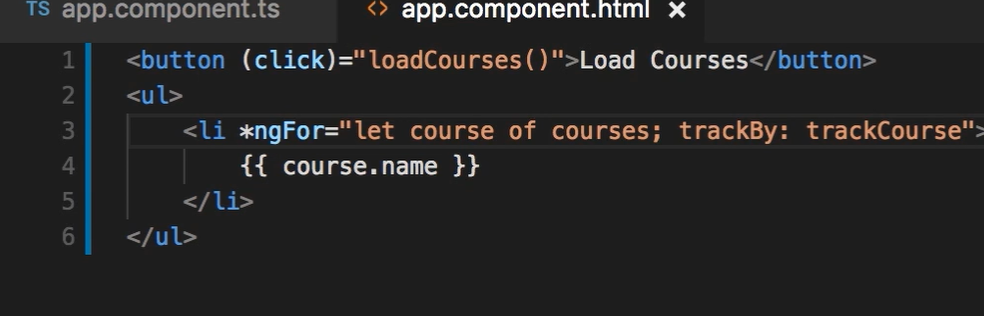 TS app.component.ts <> app.component.html ×
1 <button (click)="loadCourses()">Load Courses</button>
2 <ul>
3 <li *ngFor="let course of courses; trackBy: trackCourse">
4 {{ course.name }}
5 </li>
6 </ul>